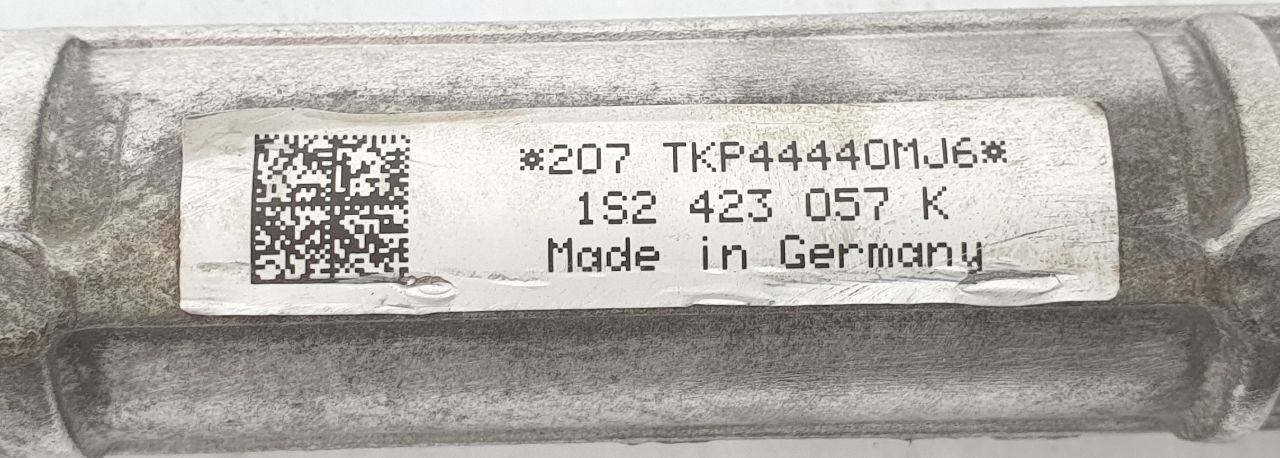 *207 TKP44440MJ6*
1S2 423 057 K
Made in Germany